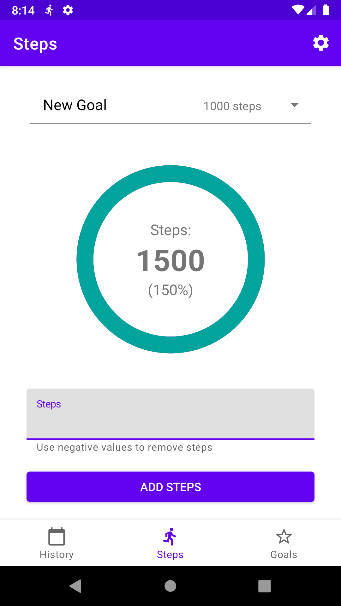 8:14
Steps
New Goal 1000 steps
Steps:
1500
(150%)
Steps
Use negative values to remove steps
ADD STEPS
History Steps Goals